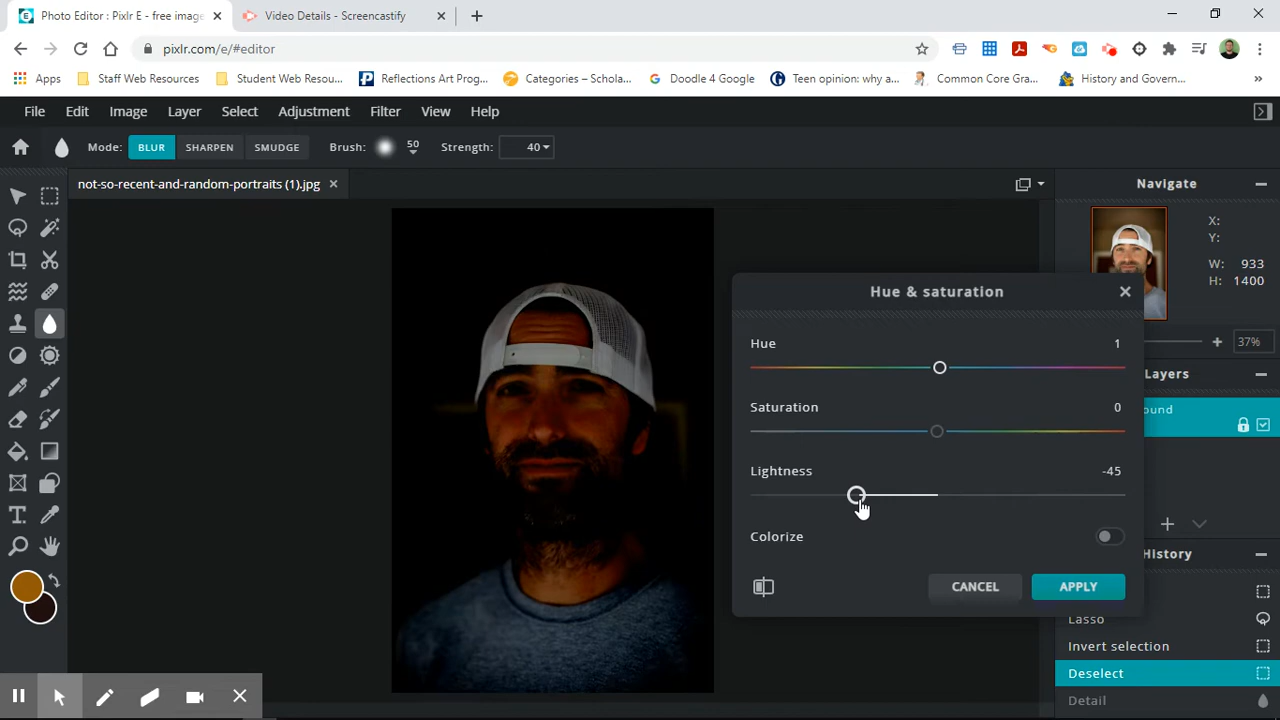 Photo Editor : Pixlr E - free image
Video Details - Screencastify
pixlr.com/e/#editor
Apps
Staff Web Resources
Student Web Resou...
Reflections Art Prog...
Categories – Schola...
Doodle 4 Google
Teen opinion: why a...
Common Core Gra...
History and Govern...
»
File Edit Image Layer Select Adjustment Filter View Help
Mode: BLUR SHARPEN SMUDGE Brush: 50 Strength: 40
not-so-recent-and-random-portraits (1).jpg
Navigate
X:
Y:
W: 933
H: 1400
37%
Hue & saturation
Hue 1
Saturation 0
Lightness -45
Colorize
CANCEL APPLY
Layers
ound
History
Lasso
Invert selection
Deselect
Detail